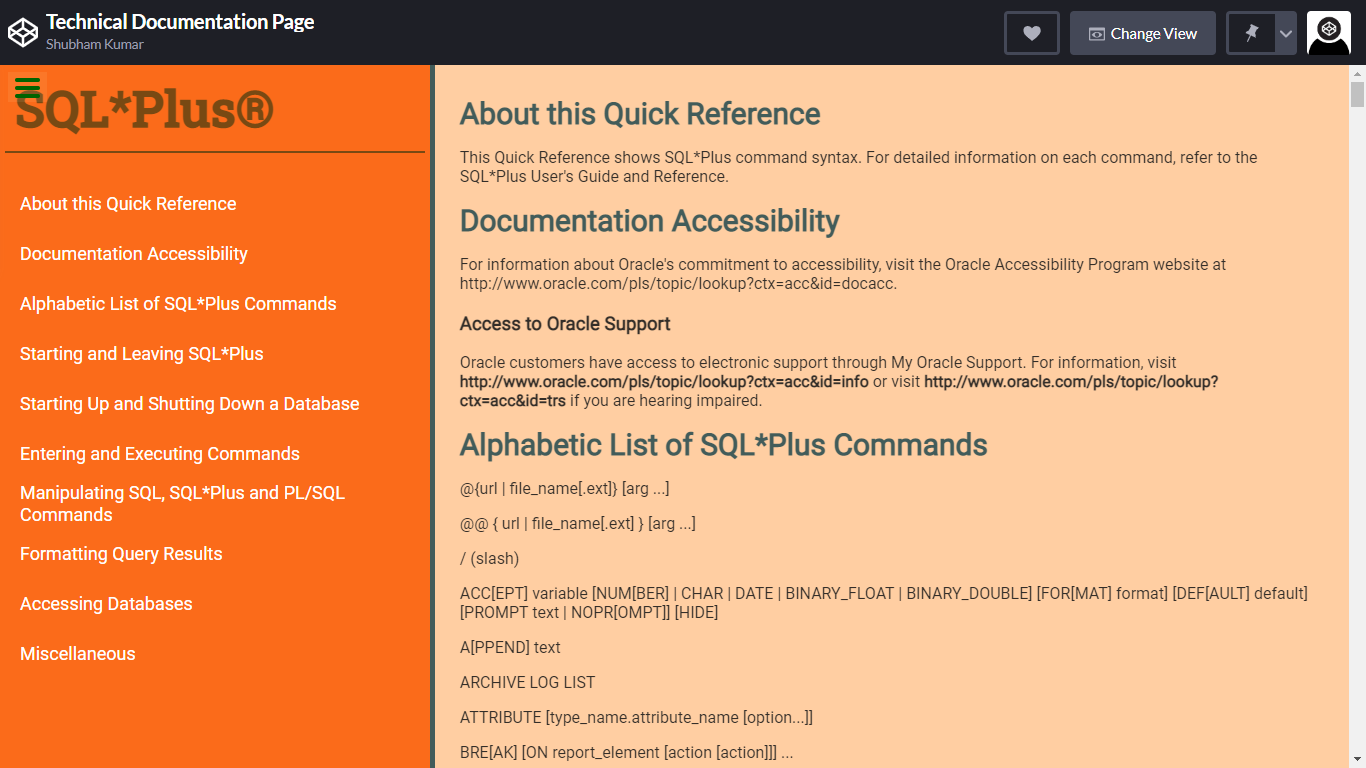 Technical Documentation Page
Shubham Kumar
Change View
SQL*Plus®
About this Quick Reference
Documentation Accessibility
Alphabetic List of SQL*Plus Commands
Starting and Leaving SQL*Plus
Starting Up and Shutting Down a Database
Entering and Executing Commands
Manipulating SQL, SQL*Plus and PL/SQL
Commands
Formatting Query Results
Accessing Databases
Miscellaneous
About this Quick Reference
This Quick Reference shows SQL*Plus command syntax. For detailed information on each command, refer to the
SQL*Plus User's Guide and Reference.
Documentation Accessibility
For information about Oracle's commitment to accessibility, visit the Oracle Accessibility Program website at
http://www.oracle.com/pls/topic/lookup?ctx=acc&id=docacc.
Access to Oracle Support
Oracle customers have access to electronic support through My Oracle Support. For information, visit
http://www.oracle.com/pls/topic/lookup?ctx=acc&id=info or visit http://www.oracle.com/pls/topic/lookup?
ctx=acc&id=trs if you are hearing impaired.
Alphabetic List of SQL*Plus Commands
@{url | file_name[.ext]} [arg ...]
@@ { url | file_name[.ext] } [arg ...]
/ (slash)
ACC[EPT] variable [NUM[BER] | CHAR | DATE | BINARY_FLOAT | BINARY_DOUBLE] [FOR[MAT] format] [DEF[AULT] default]
[PROMPT text | NOPR[OMPT]] [HIDE]
A[PPEND] text
ARCHIVE LOG LIST
ATTRIBUTE [type_name.attribute_name [option...]]
BRE[AK] [ON report_element [action [action]]] ...